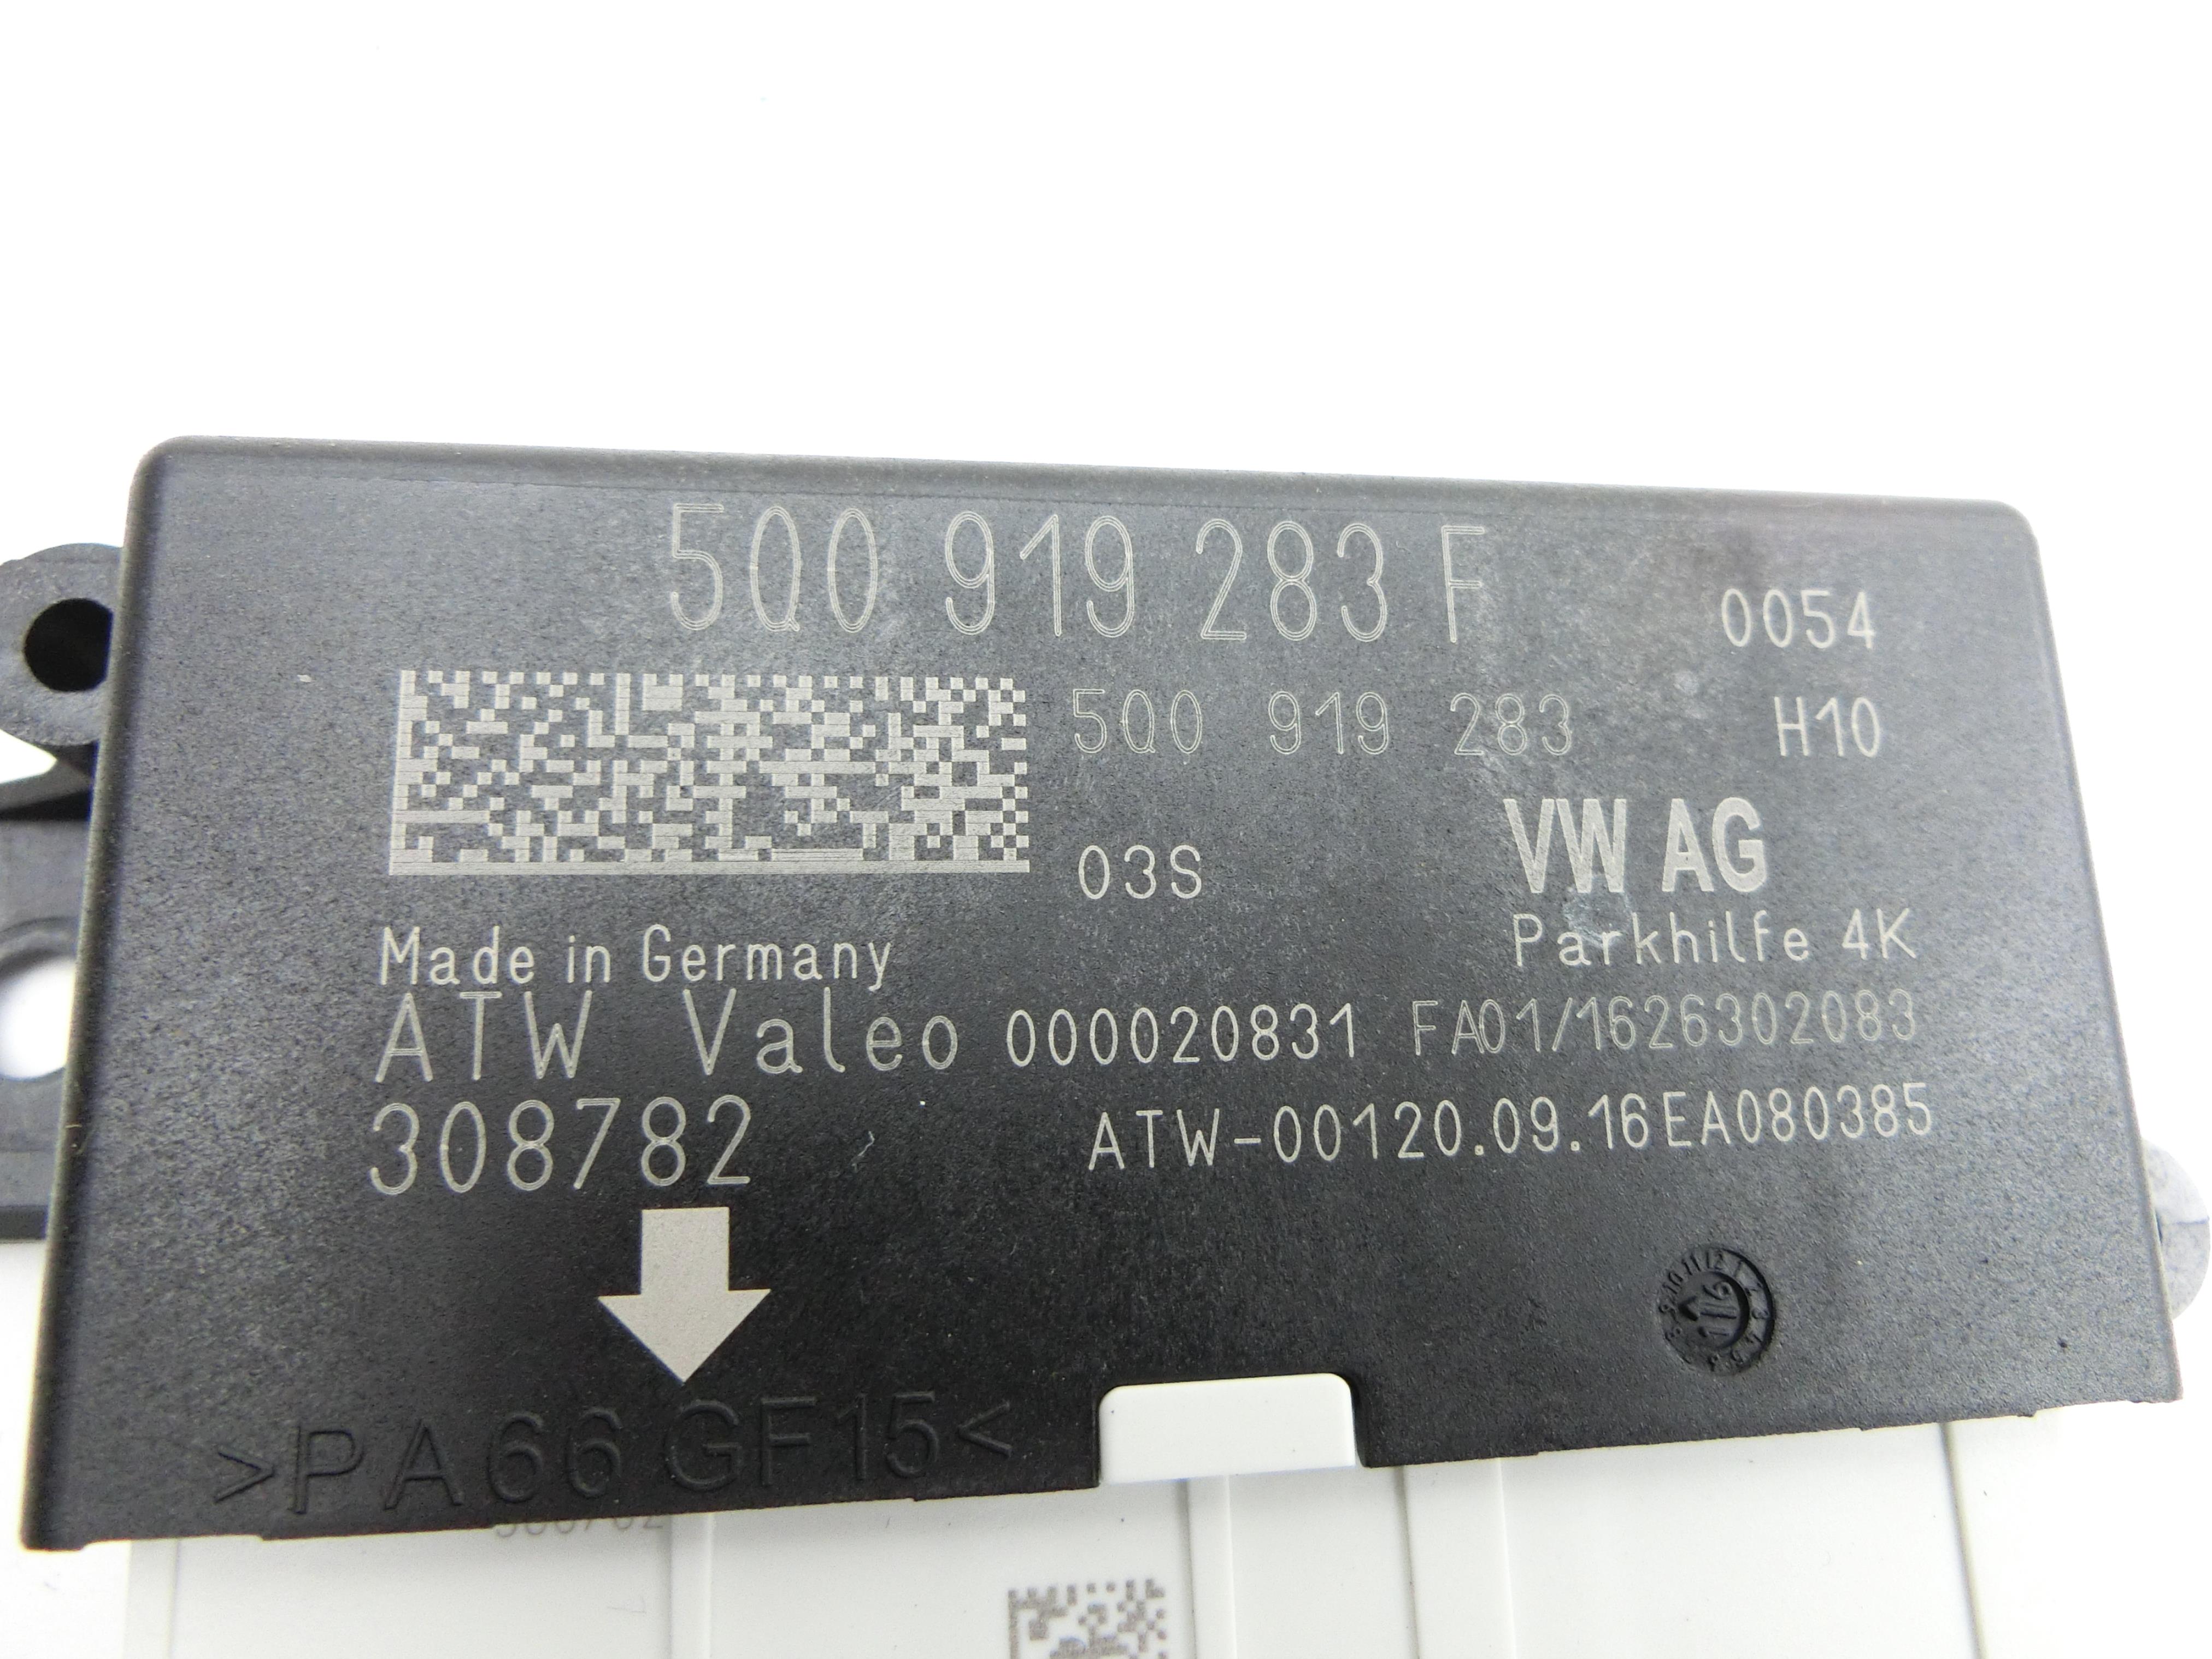 5Q0 919 283 F
0054
5Q0 919 283
H10
VW AG
03S
Parkhilfe 4K
Made in Germany
ATW Valeo 000020831 FA01/1626302083
308782
ATW-00120.09.16EA080385
16
>PA66 GF15<